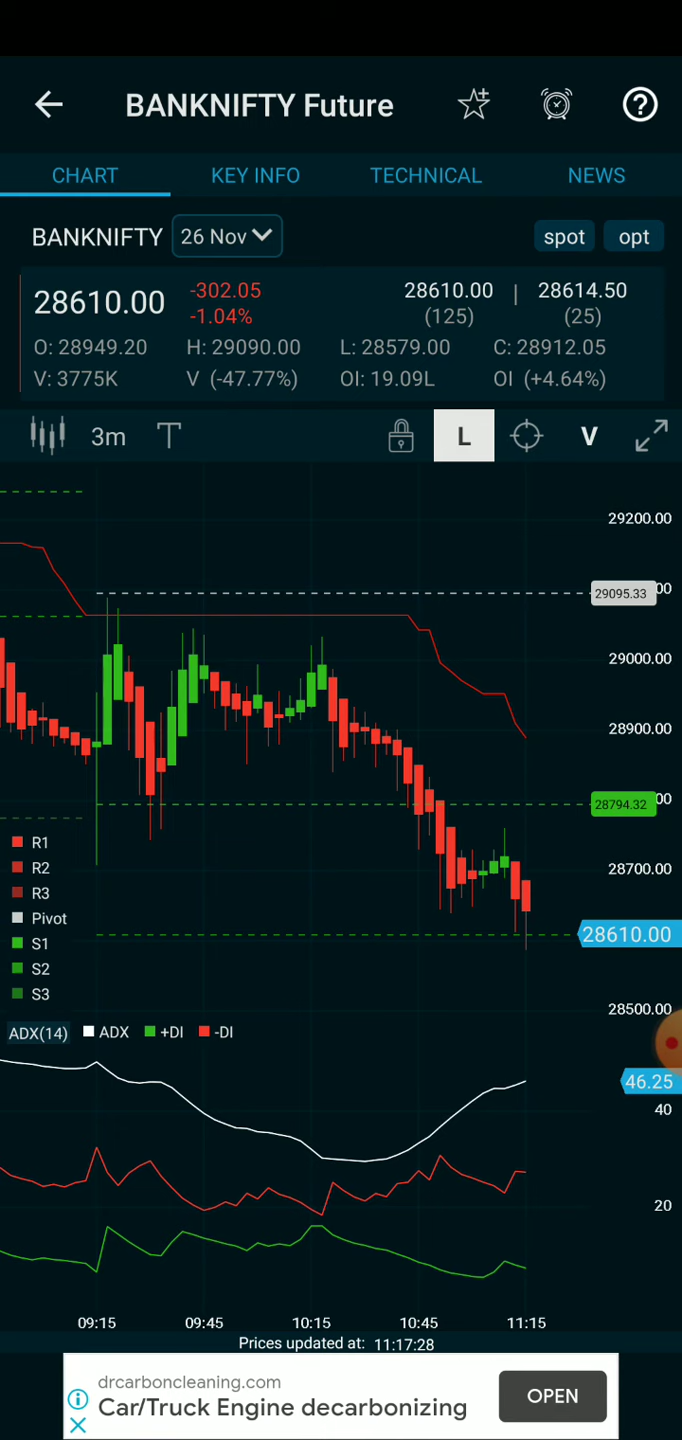 BANKNIFTY Future
CHART KEY INFO TECHNICAL NEWS
BANKNIFTY 26 Nov spot opt
28610.00 -302.05 28610.00 | 28614.50
-1.04% (125) (25)
O: 28949.20 H: 29090.00 L: 28579.00 C: 28912.05
V: 3775K V (-47.77%) OI: 19.09L OI (+4.64%)
3m T L V
29200.00
29095.33
29000.00
28900.00
28794.32
R1
28700.00
R2
R3
Pivot
28610.00
S1
S2
S3
28500.00
ADX(14) ADX +DI -DI
46.25
40
20
09:15 09:45 10:15 10:45 11:15
Prices updated at: 11:17:28
drcarboncleaning.com
Car/Truck Engine decarbonizing
OPEN